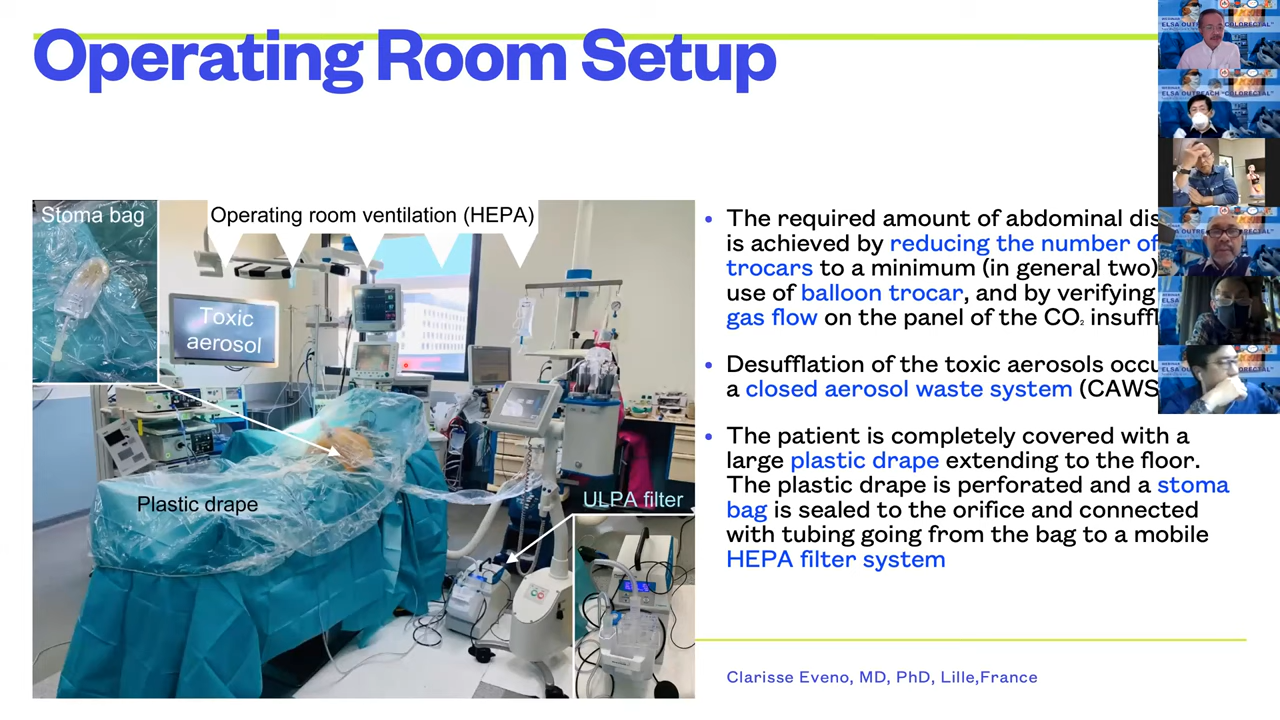 Operating Room Setup
Stoma bag
Operating room ventilation (HEPA)
Toxic
aerosol
Plastic drape
ULPA filter
• The required amount of abdominal dis
is achieved by reducing the number of
trocars to a minimum (in general two)
use of balloon trocar, and by verifying
gas flow on the panel of the CO₂ insuffl
• Desufflation of the toxic aerosols occu
a closed aerosol waste system (CAWS
• The patient is completely covered with a
large plastic drape extending to the floor.
The plastic drape is perforated and a stoma
bag is sealed to the orifice and connected
with tubing going from the bag to a mobile
HEPA filter system
Clarisse Eveno, MD, PhD, Lille,France
WEBINAR
ELSA OUTREACH "COLORECTAL"